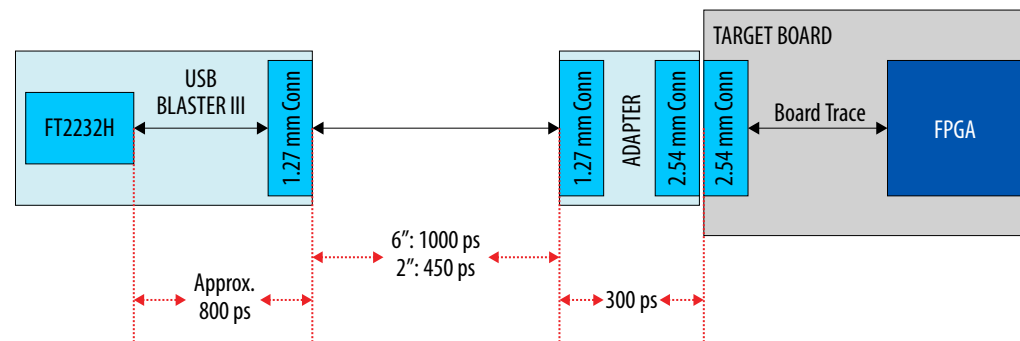 TARGET BOARD
USB
BLASTER III
FT2232H
1.27 mm Conn
1.27 mm Conn
ADAPTER
2.54 mm Conn
2.54 mm Conn
Board Trace
FPGA
6”: 1000 ps
2”: 450 ps
Approx.
800 ps
300 ps